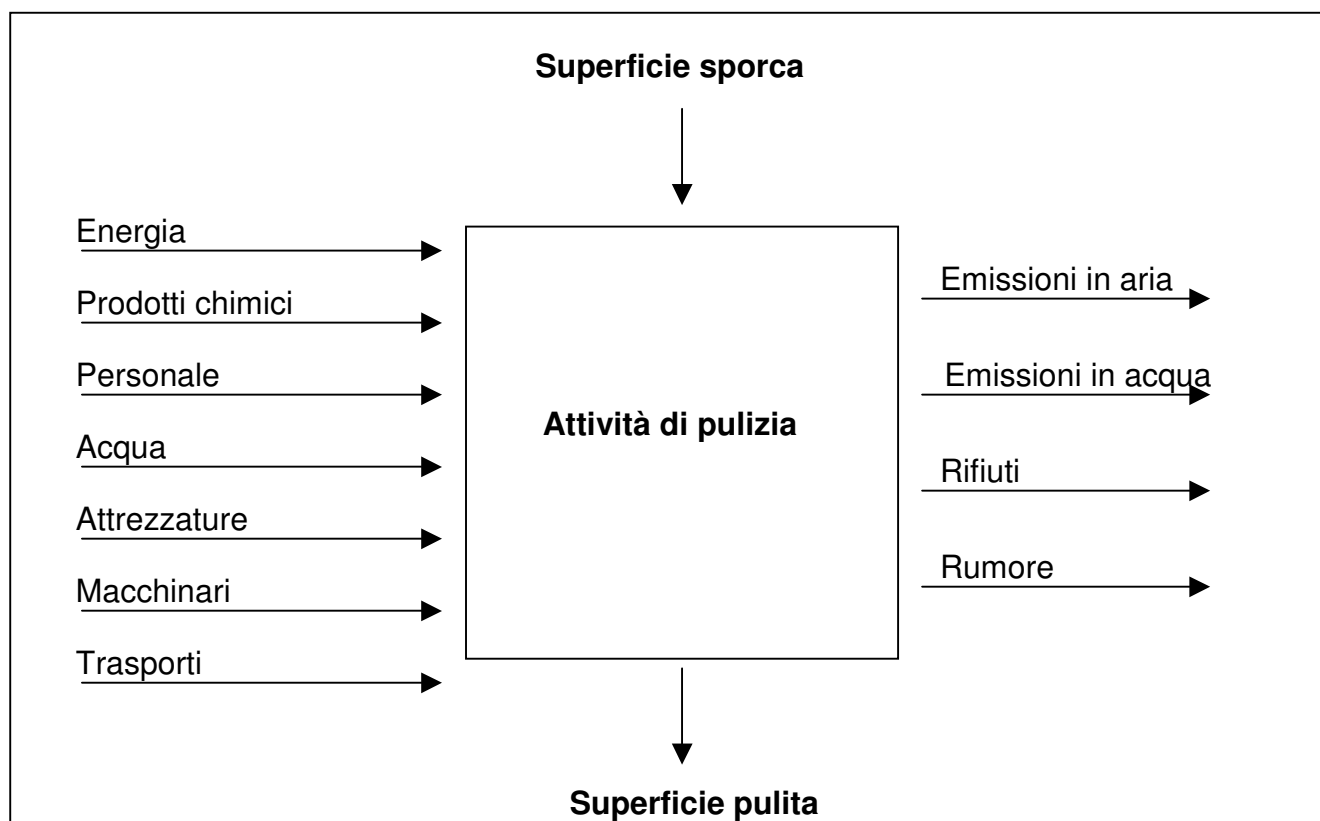 Superficie sporca
Energia
Prodotti chimici
Personale
Acqua
Attrezzature
Macchinari
Trasporti
Attività di pulizia
Emissioni in aria
Emissioni in acqua
Rifiuti
Rumore
Superficie pulita